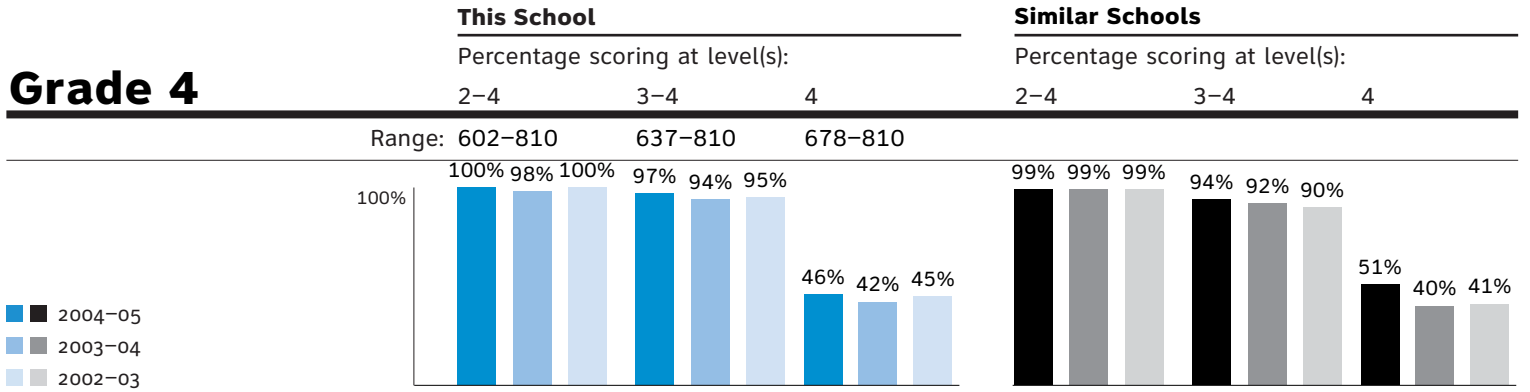 This School
Similar Schools
Percentage scoring at level(s):
Percentage scoring at level(s):
Grade 4
2–4 3–4 4
2–4 3–4 4
Range: 602–810 637–810 678–810
100% 98% 100% 97% 94% 95% 46% 42% 45%
99% 99% 99% 94% 92% 90% 51% 40% 41%
100%
2004–05
2003–04
2002–03